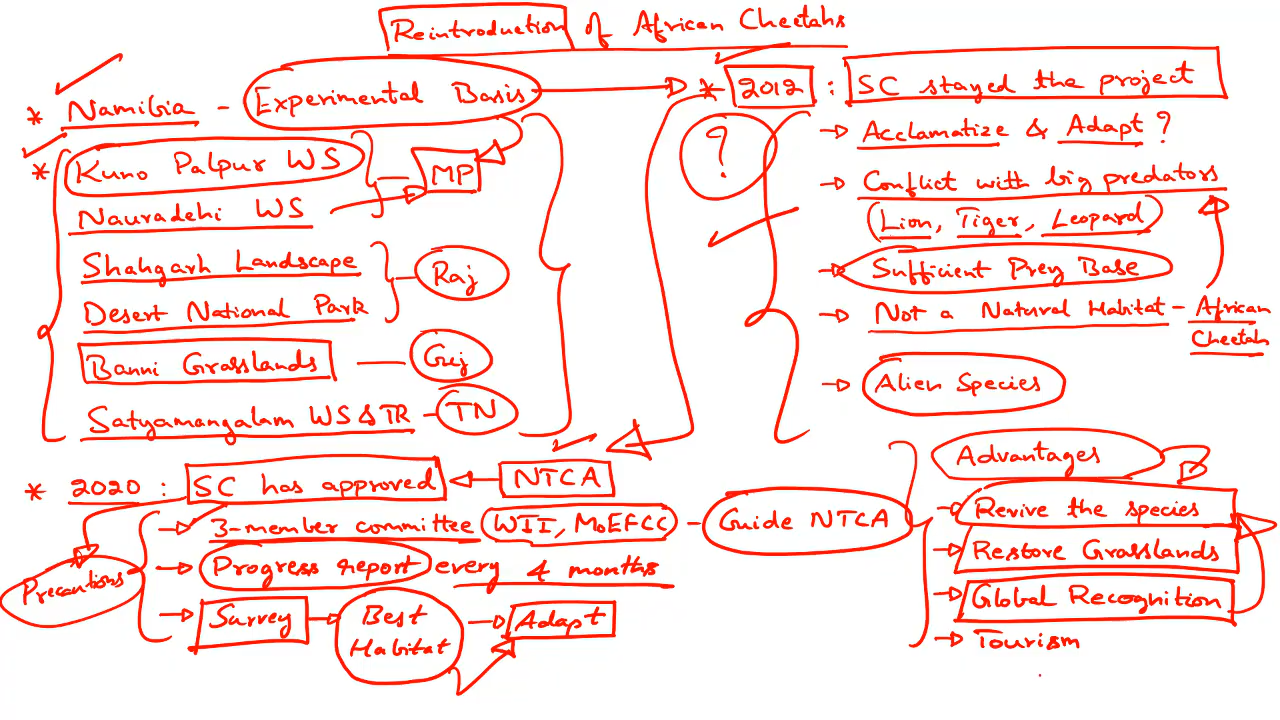 Reintroduction of African Cheetahs
* Namibia - Experimental Basis
* Kuno Palpur WS
Nauradehi WS
MP
Shahgarh Landscape
Desert National Park
Raj
Banni Grasslands
Guj
Satyamangalam WS & TR - TN
* 2012 : SC stayed the project
?
→ Acclamatize & Adapt ?
→ Conflict with big predators
(Lion, Tiger, Leopard)
→ Sufficient Prey Base
→ Not a Natural Habitat - African
Cheetah
→ Alien Species
* 2020 : SC has approved ← NTCA
Precautions
→ 3-member committee (WII, MoEFCC) - Guide NTCA
→ Progress report every 4 months
→ Survey → Best
Habitat
→ Adapt
Advantages
→ Revive the species
→ Restore Grasslands
→ Global Recognition
→ Tourism